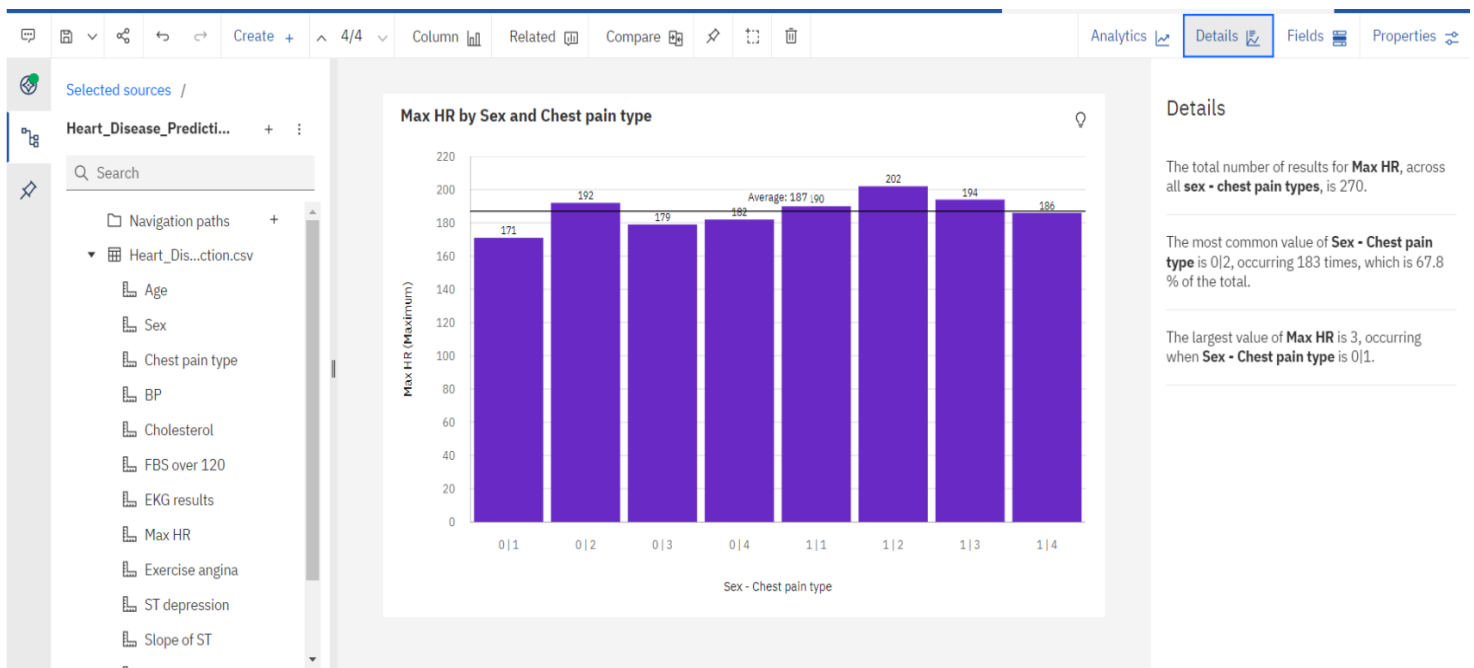 Create + 4/4 Column Related Compare Analytics Details Fields Properties
Selected sources /
Heart_Disease_Predicti... +
Search
Navigation paths +
Heart_Dis...ction.csv
Age
Sex
Chest pain type
BP
Cholesterol
FBS over 120
EKG results
Max HR
Exercise angina
ST depression
Slope of ST
Max HR by Sex and Chest pain type
Max HR (Maximum)
220
200
180
160
140
120
100
80
60
40
20
0
171 192 179 182 190 202 194 186
Average: 187
0|1 0|2 0|3 0|4 1|1 1|2 1|3 1|4
Sex - Chest pain type
Details
The total number of results for Max HR, across
all sex - chest pain types, is 270.
The most common value of Sex - Chest pain
type is 0|2, occurring 183 times, which is 67.8
% of the total.
The largest value of Max HR is 3, occurring
when Sex - Chest pain type is 0|1.